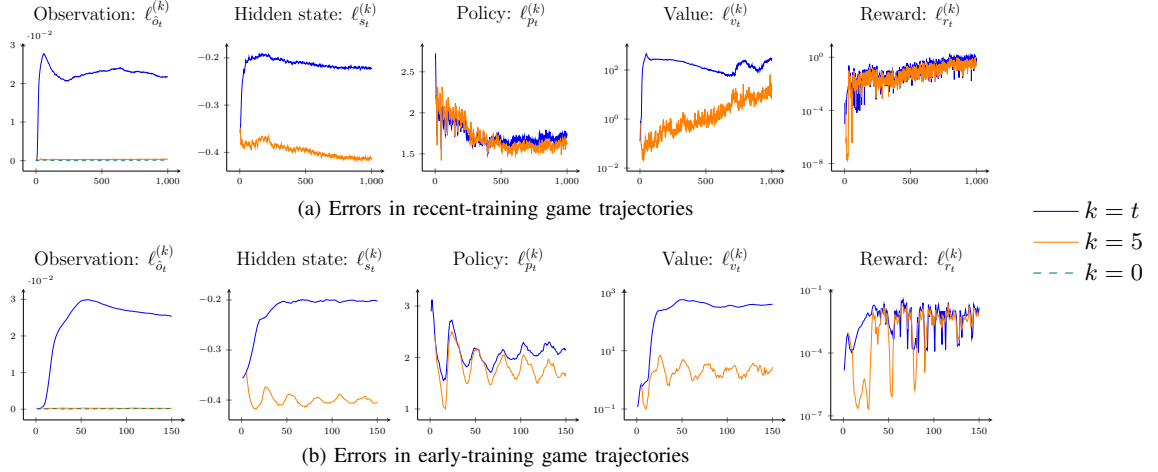 Observation: ℓ_{ô_t}^{(k)} Hidden state: ℓ_{s_t}^{(k)} Policy: ℓ_{p_t}^{(k)} Value: ℓ_{v_t}^{(k)} Reward: ℓ_{r_t}^{(k)}
·10^{−2}
3
2
1
0
0 500 1,000
−0.2
−0.3
−0.4
0 500 1,000
2.5
2
1.5
0 500 1,000
10^{2}
10^{0}
10^{−2}
0 500 1,000
10^{0}
10^{−4}
10^{−8}
0 500 1,000
(a) Errors in recent-training game trajectories
k = t
k = 5
k = 0
Observation: ℓ_{ô_t}^{(k)} Hidden state: ℓ_{s_t}^{(k)} Policy: ℓ_{p_t}^{(k)} Value: ℓ_{v_t}^{(k)} Reward: ℓ_{r_t}^{(k)}
·10^{−2}
3
2
1
0
0 50 100 150
−0.2
−0.3
−0.4
0 50 100 150
3
2
1
0 50 100 150
10^{3}
10^{1}
10^{−1}
0 50 100 150
10^{−1}
10^{−4}
10^{−7}
0 50 100 150
(b) Errors in early-training game trajectories